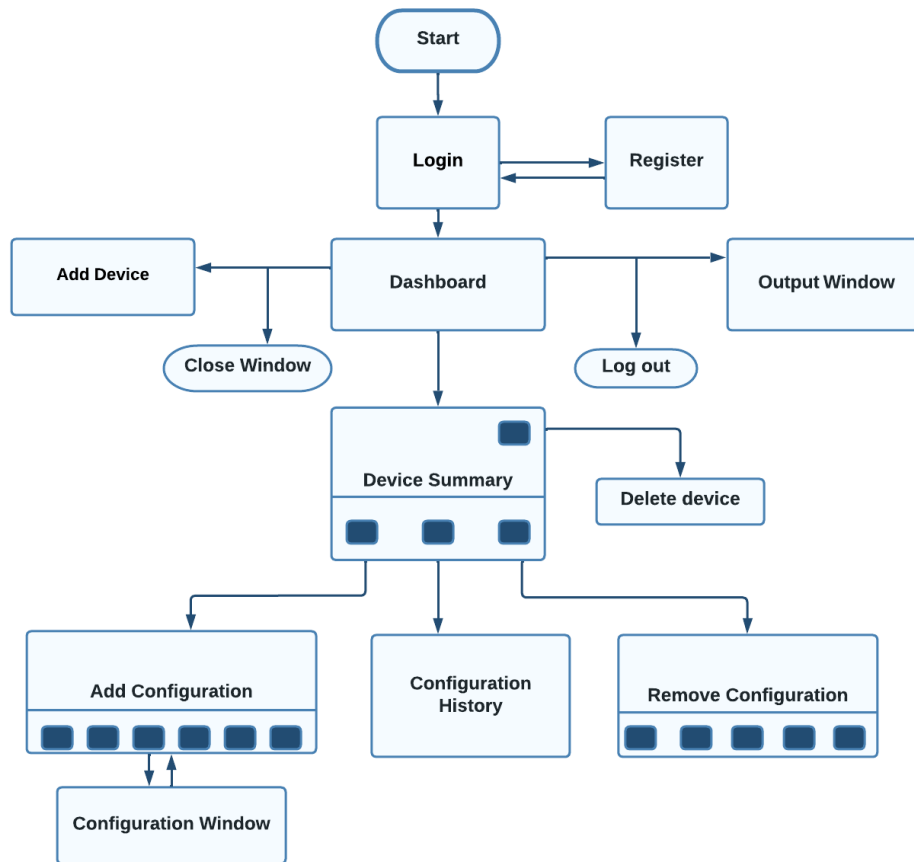 Start
Login
Register
Add Device
Dashboard
Output Window
Close Window
Log out
Device Summary
Delete device
Add Configuration
Configuration
History
Remove Configuration
Configuration Window